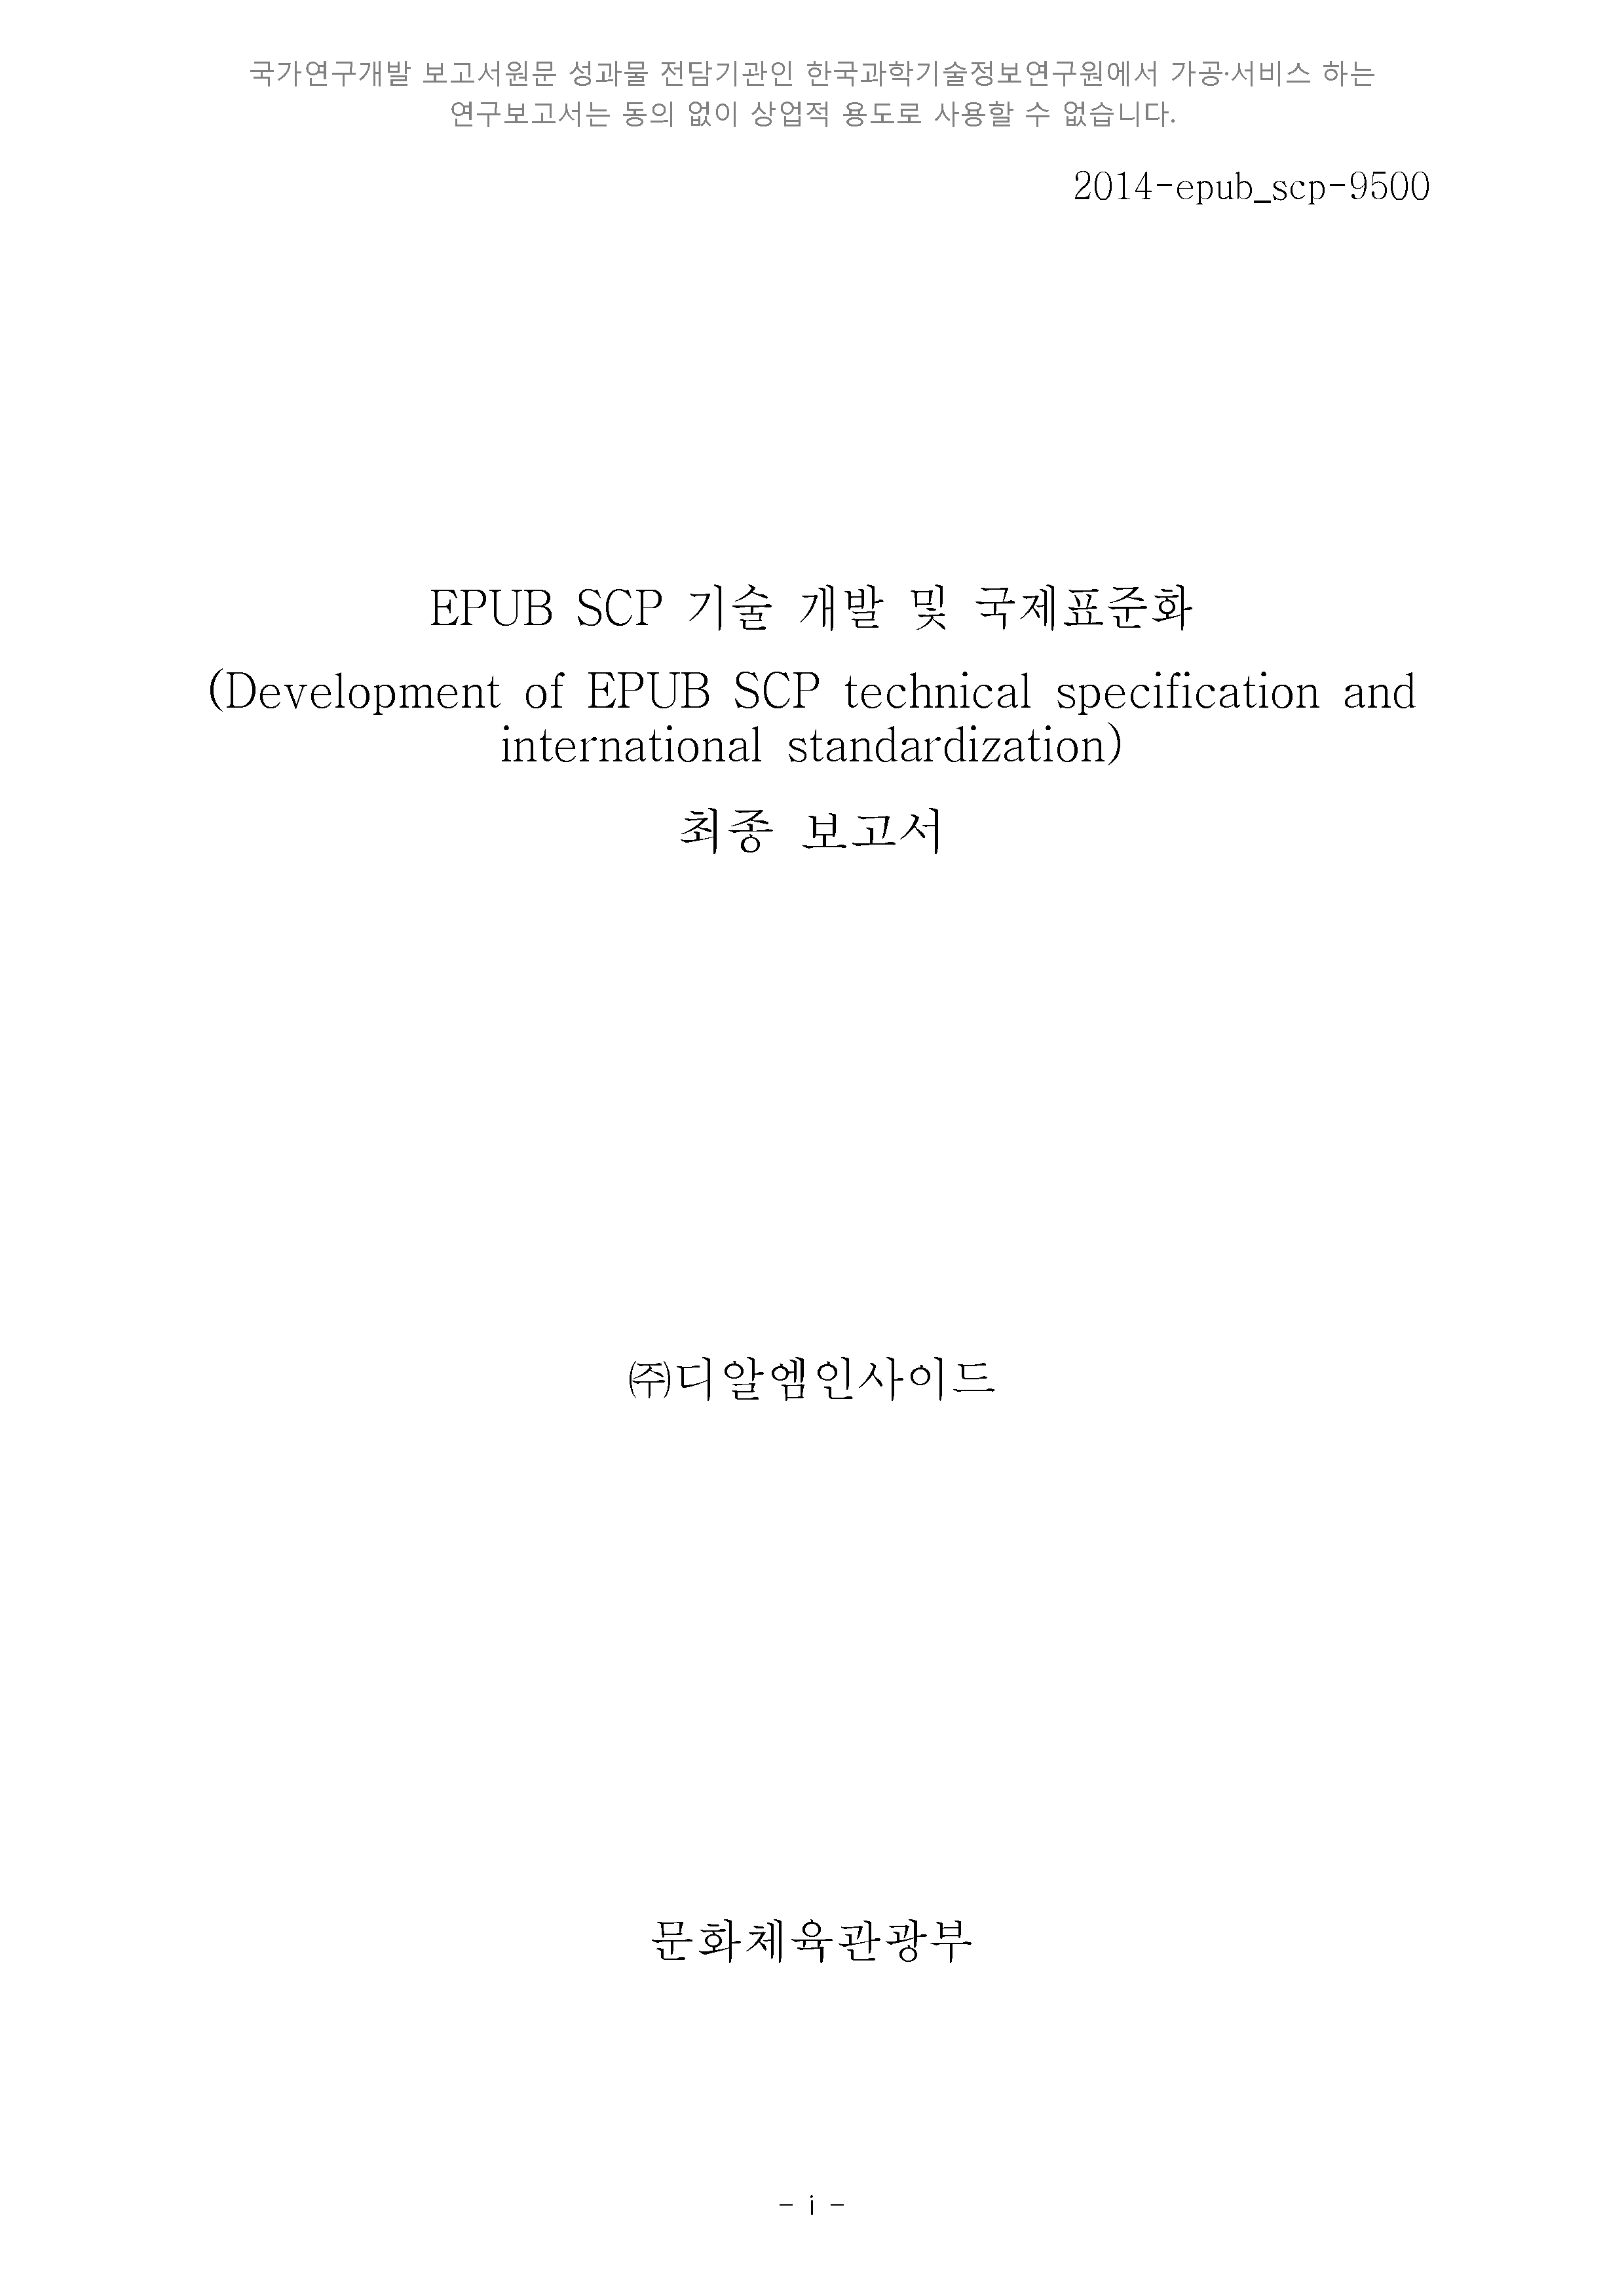 국가연구개발 보고서원문 성과물 전담기관인 한국과학기술정보연구원에서 가공·서비스 하는
연구보고서는 동의 없이 상업적 용도로 사용할 수 없습니다.
2014-epub_scp-9500
EPUB SCP 기술 개발 및 국제표준화
(Development of EPUB SCP technical specification and
international standardization)
최종 보고서
㈜디알엠인사이드
문화체육관광부
- i -